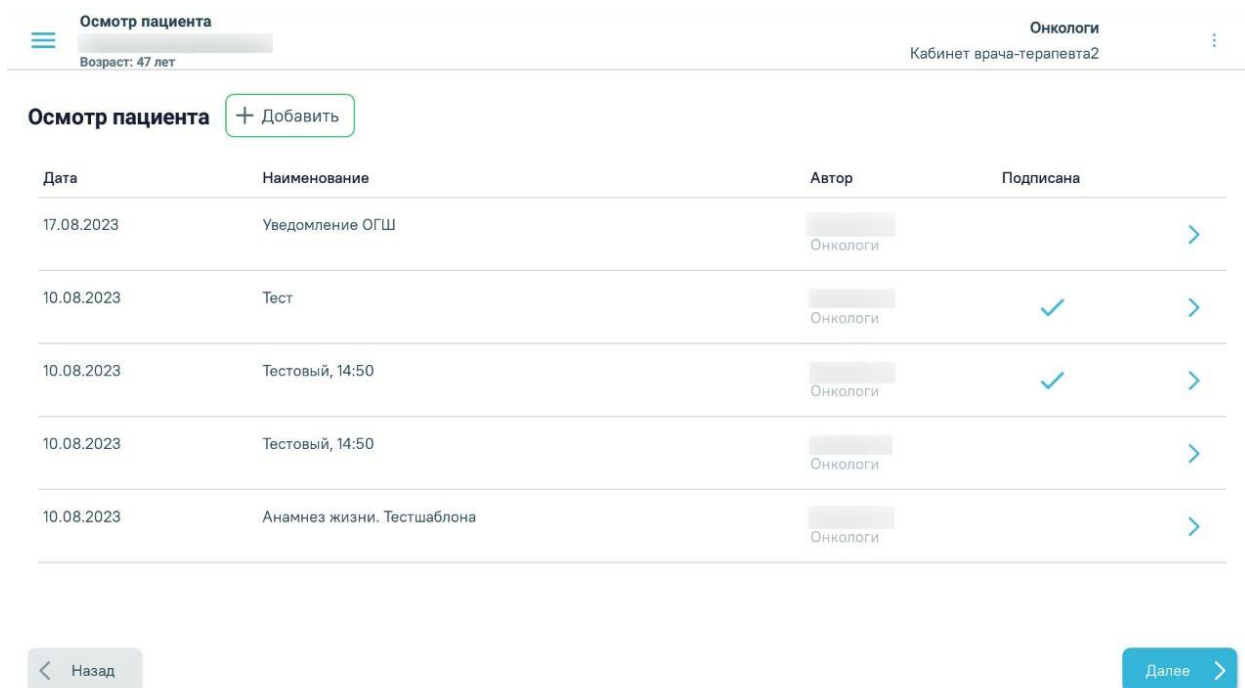 Осмотр пациента
Онкологи
Кабинет врача-терапевта2
Возраст: 47 лет
Осмотр пациента + Добавить
Дата Наименование Автор Подписана
17.08.2023 Уведомление ОГШ
Онкологи
10.08.2023 Тест
Онкологи
10.08.2023 Тестовый, 14:50
Онкологи
10.08.2023 Тестовый, 14:50
Онкологи
10.08.2023 Анамнез жизни. Тестшаблона
Онкологи
Назад Далее